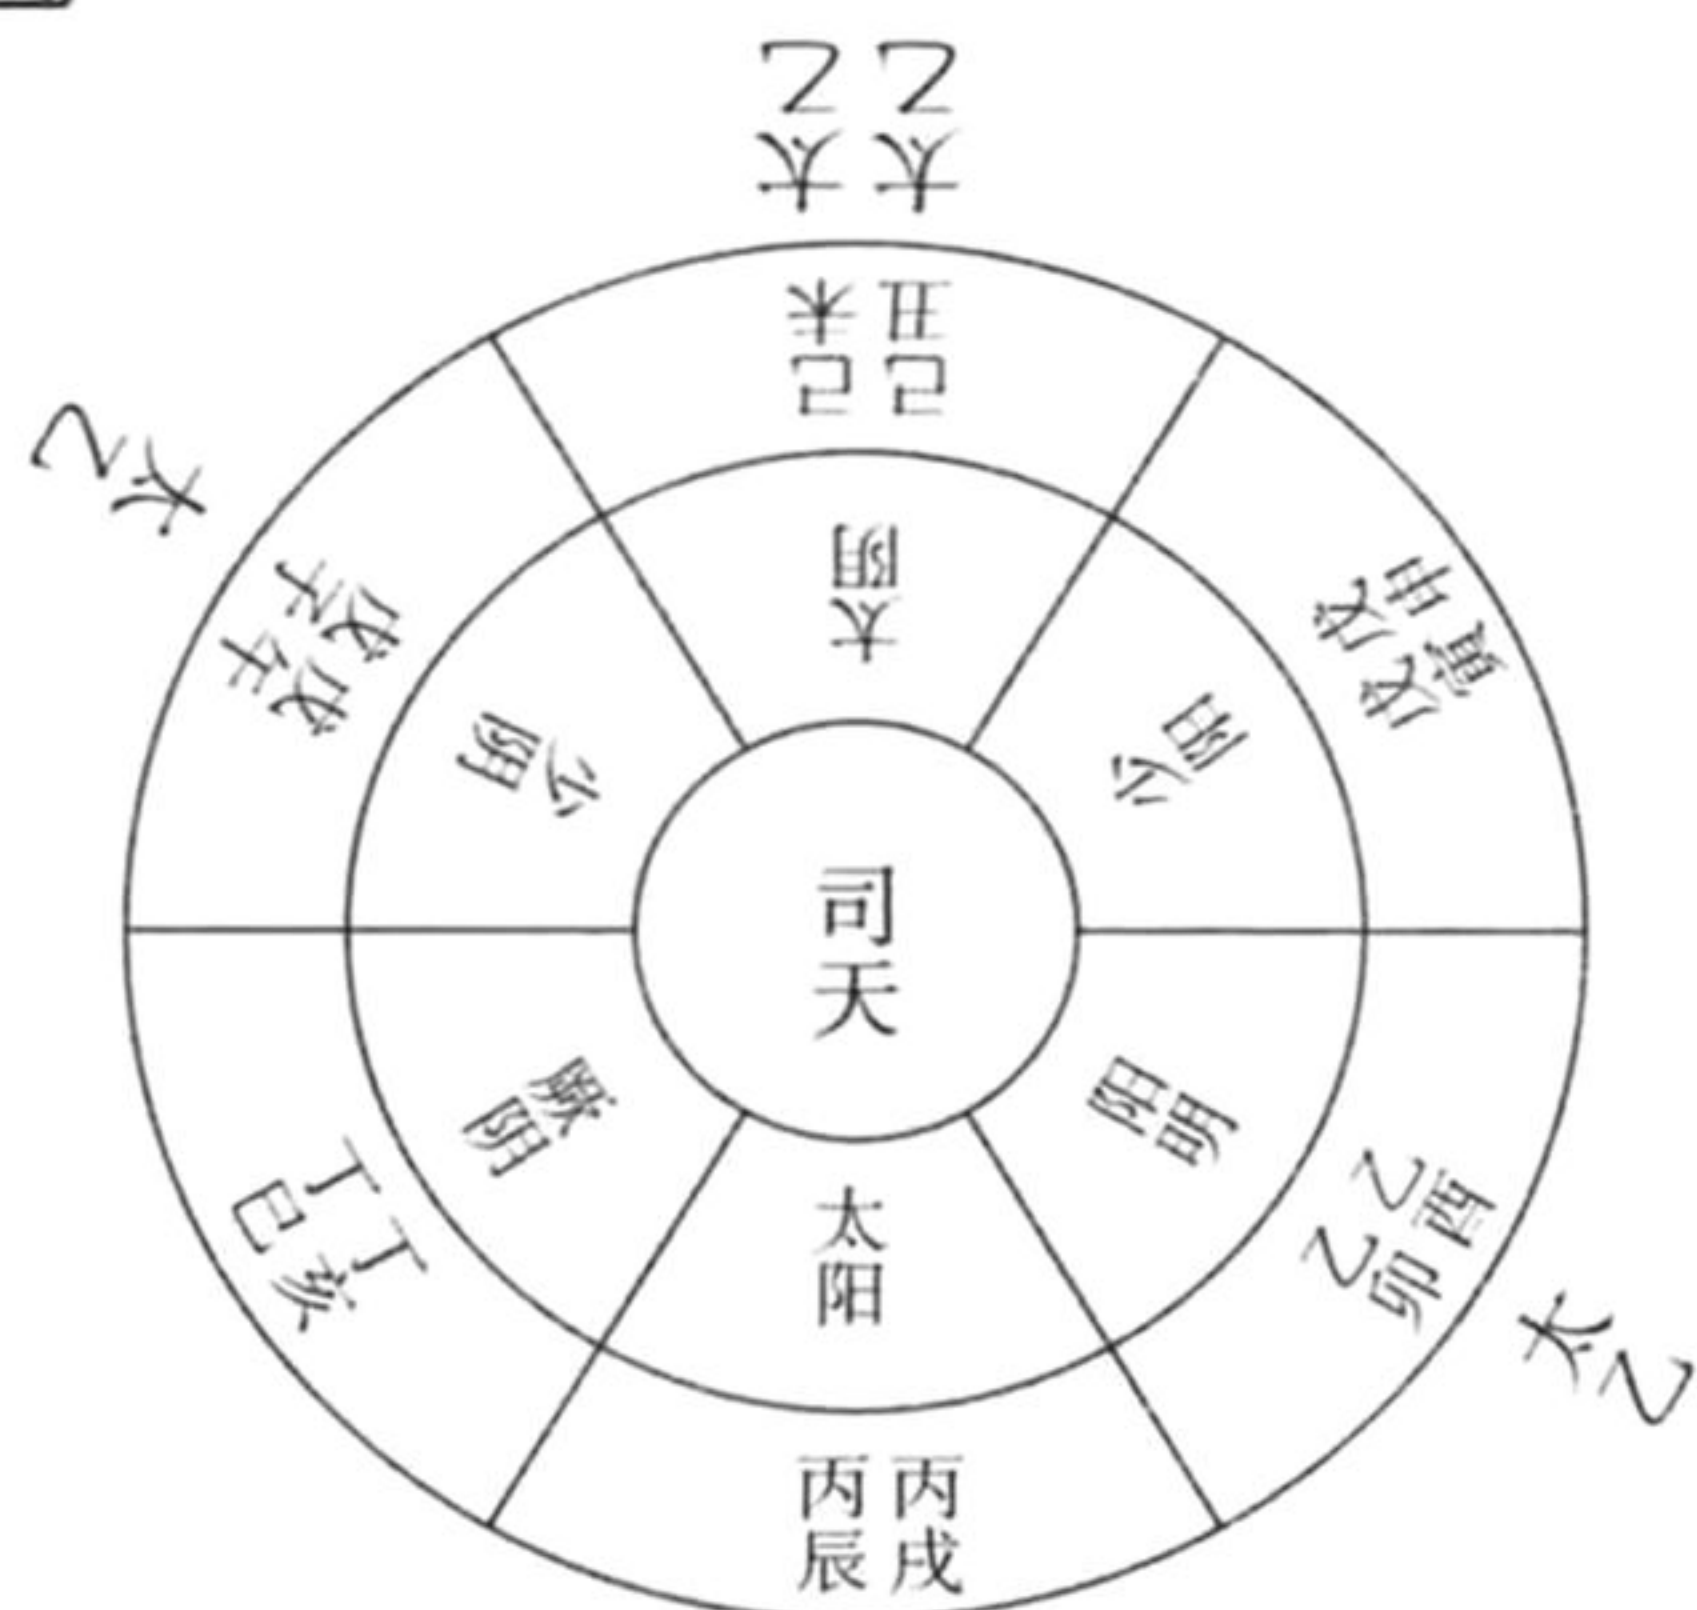 太乙
太乙
己丑
己未
太阴
太乙
戊子
戊午
少阴
戊寅
戊申
少阳
司天
厥阴
丁巳
丁亥
阳明
乙卯
乙酉
太乙
太阳
丙辰
丙戌